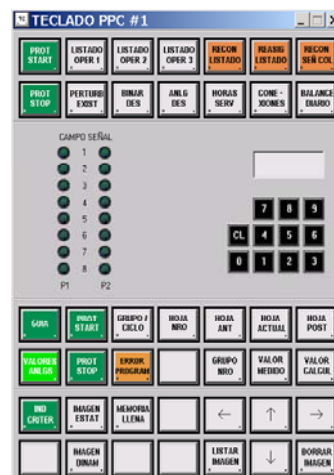 TECLADO PPC #1
PROT START
LISTADO OPER 1
LISTADO OPER 2
LISTADO OPER 3
RECON LISTADO
REASIG LISTADO
RECON SEÑ COL
PROT STOP
PERTURB EXIST
BINAR DES
ANLG DES
HORAS SERV
CONE - XIONES
BALANCE DIARIO
CAMPO SEÑAL
1
2
3
4
5
6
7
8
P1 P2
7 8 9
CL 4 5 6
0 1 2 3
GUIA
PROT START
GRUPO / CICLO
HOJA NRO
HOJA ANT
HOJA ACTUAL
HOJA POST
VALORES ANLGS
PROT STOP
ERROR PROGRAM
GRUPO NRO
VALOR MEDIDO
VALOR CALCUL
IND CRITER
IMAGEN ESTAT
MEMORIA LLENA
← ↑ →
IMAGEN DINAM
LISTAR IMAGEN
↓
BORRAR IMAGEN